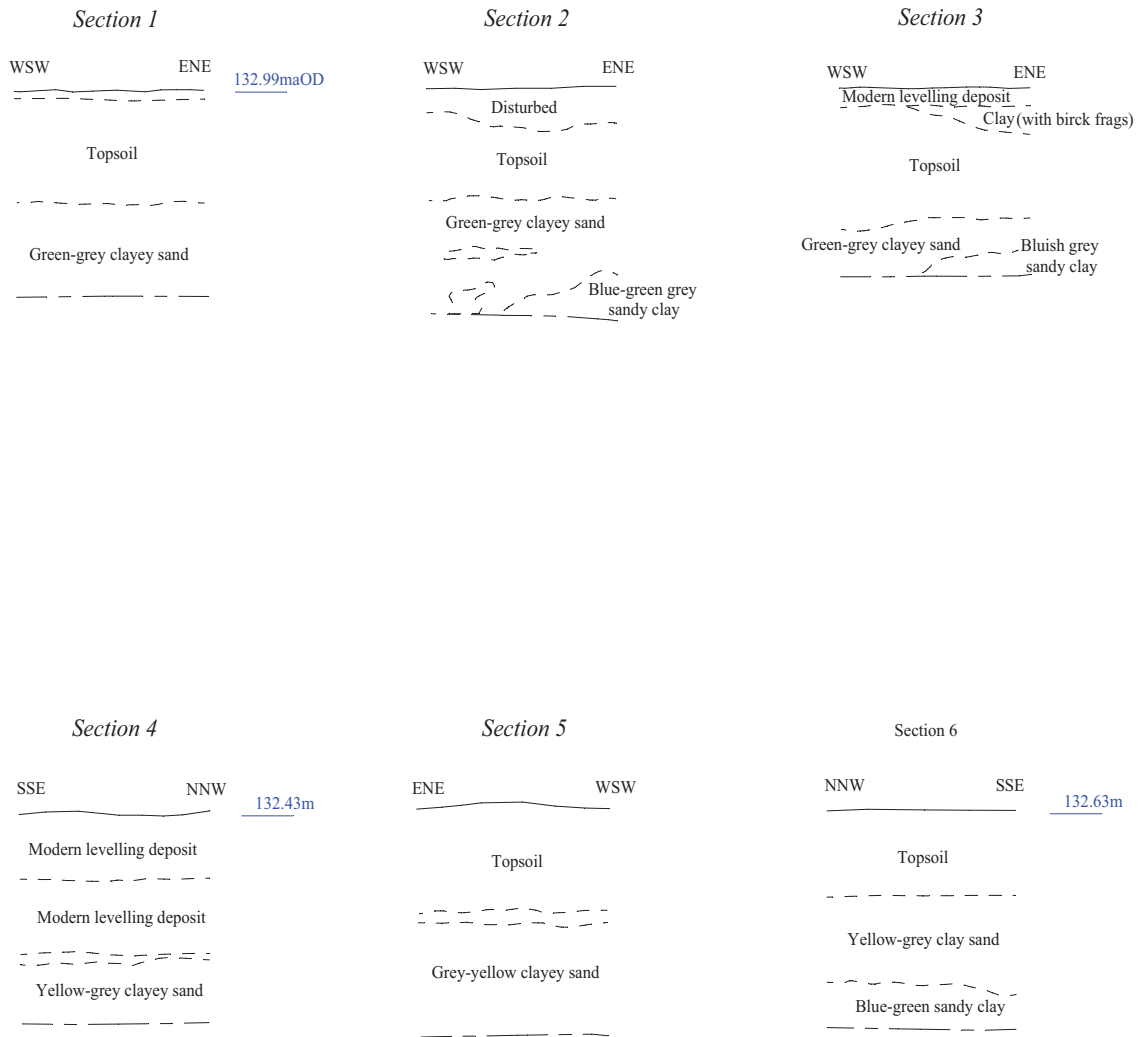 Section 1
WSW ENE
132.99maOD
Topsoil
Green-grey clayey sand
Section 2
WSW ENE
Disturbed
Topsoil
Green-grey clayey sand
Blue-green grey
sandy clay
Section 3
WSW ENE
Modern levelling deposit
Clay (with birck frags)
Topsoil
Green-grey clayey sand
Bluish grey
sandy clay
Section 4
SSE NNW
132.43m
Modern levelling deposit
Modern levelling deposit
Yellow-grey clayey sand
Section 5
ENE WSW
Topsoil
Grey-yellow clayey sand
Section 6
NNW SSE
132.63m
Topsoil
Yellow-grey clay sand
Blue-green sandy clay